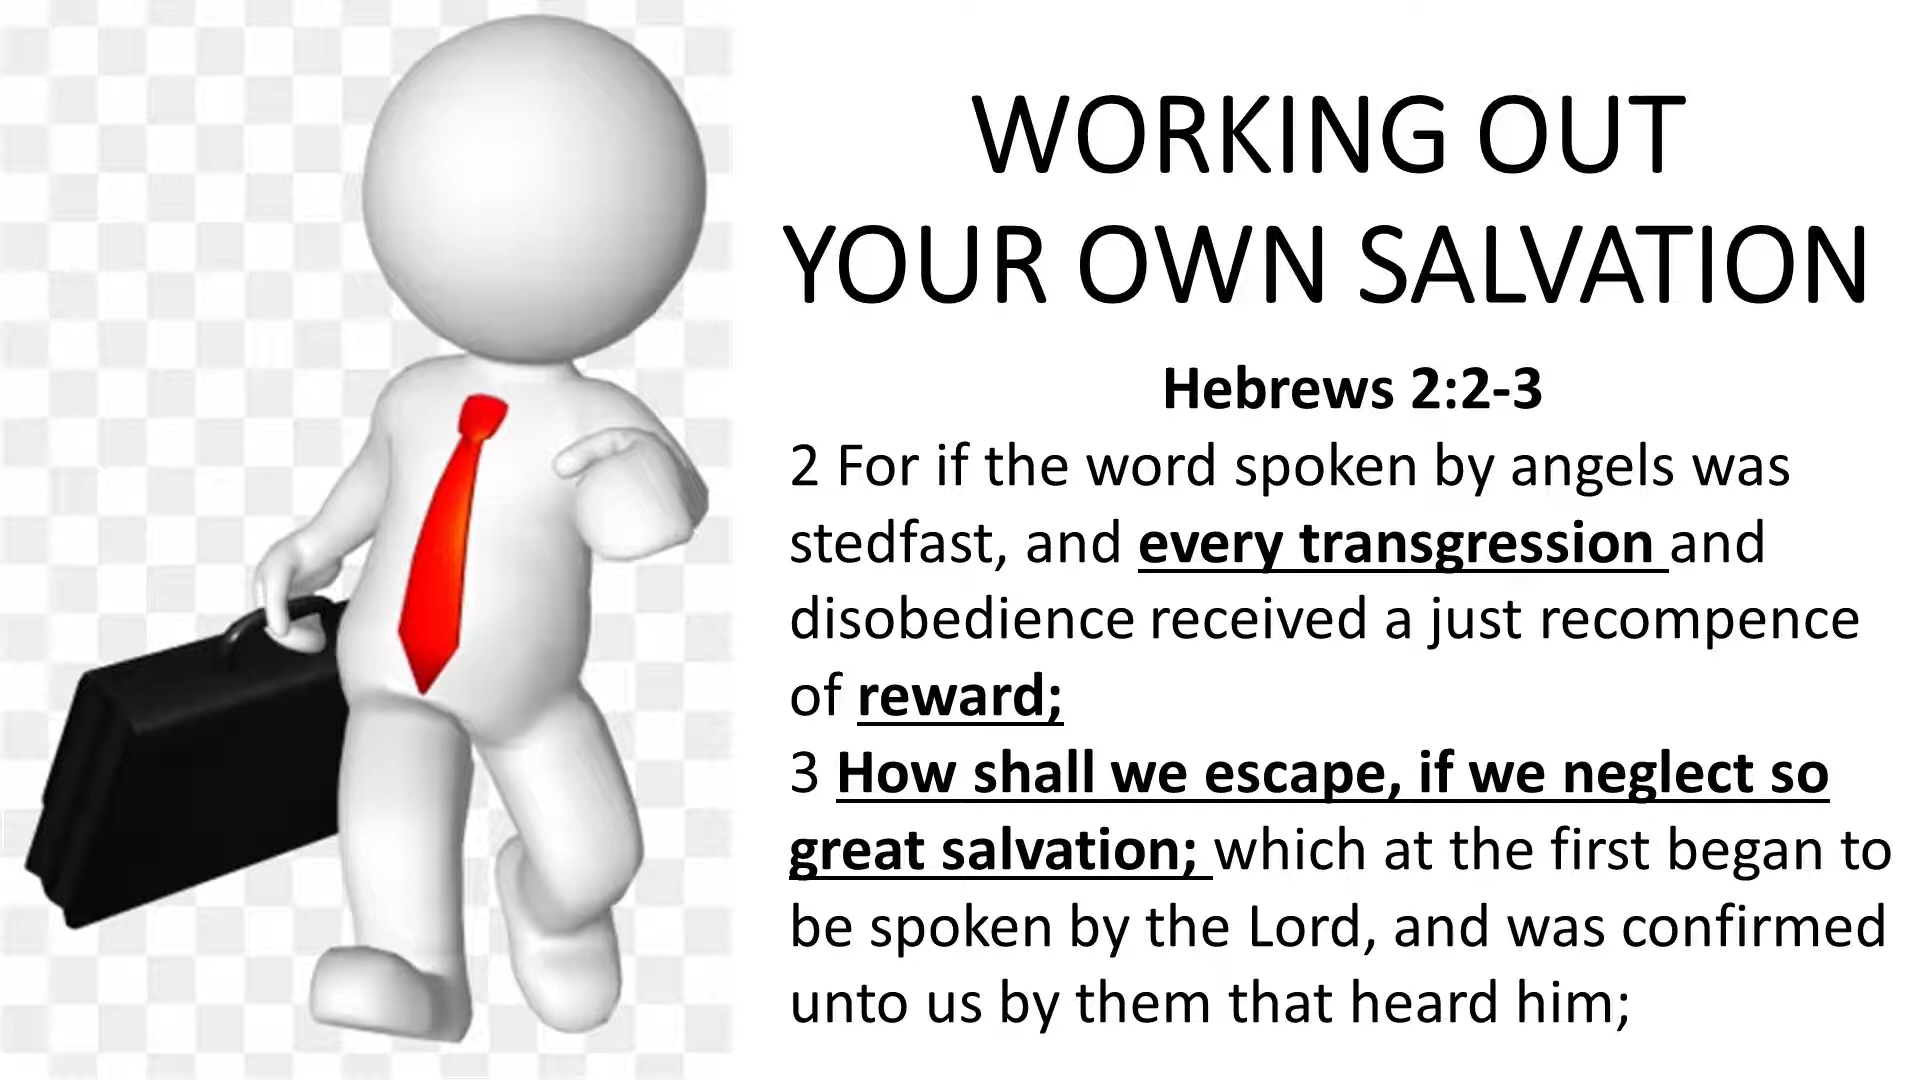 WORKING OUT
YOUR OWN SALVATION
Hebrews 2:2-3
2 For if the word spoken by angels was
stedfast, and every transgression and
disobedience received a just recompence
of reward;
3 How shall we escape, if we neglect so
great salvation; which at the first began to
be spoken by the Lord, and was confirmed
unto us by them that heard him;